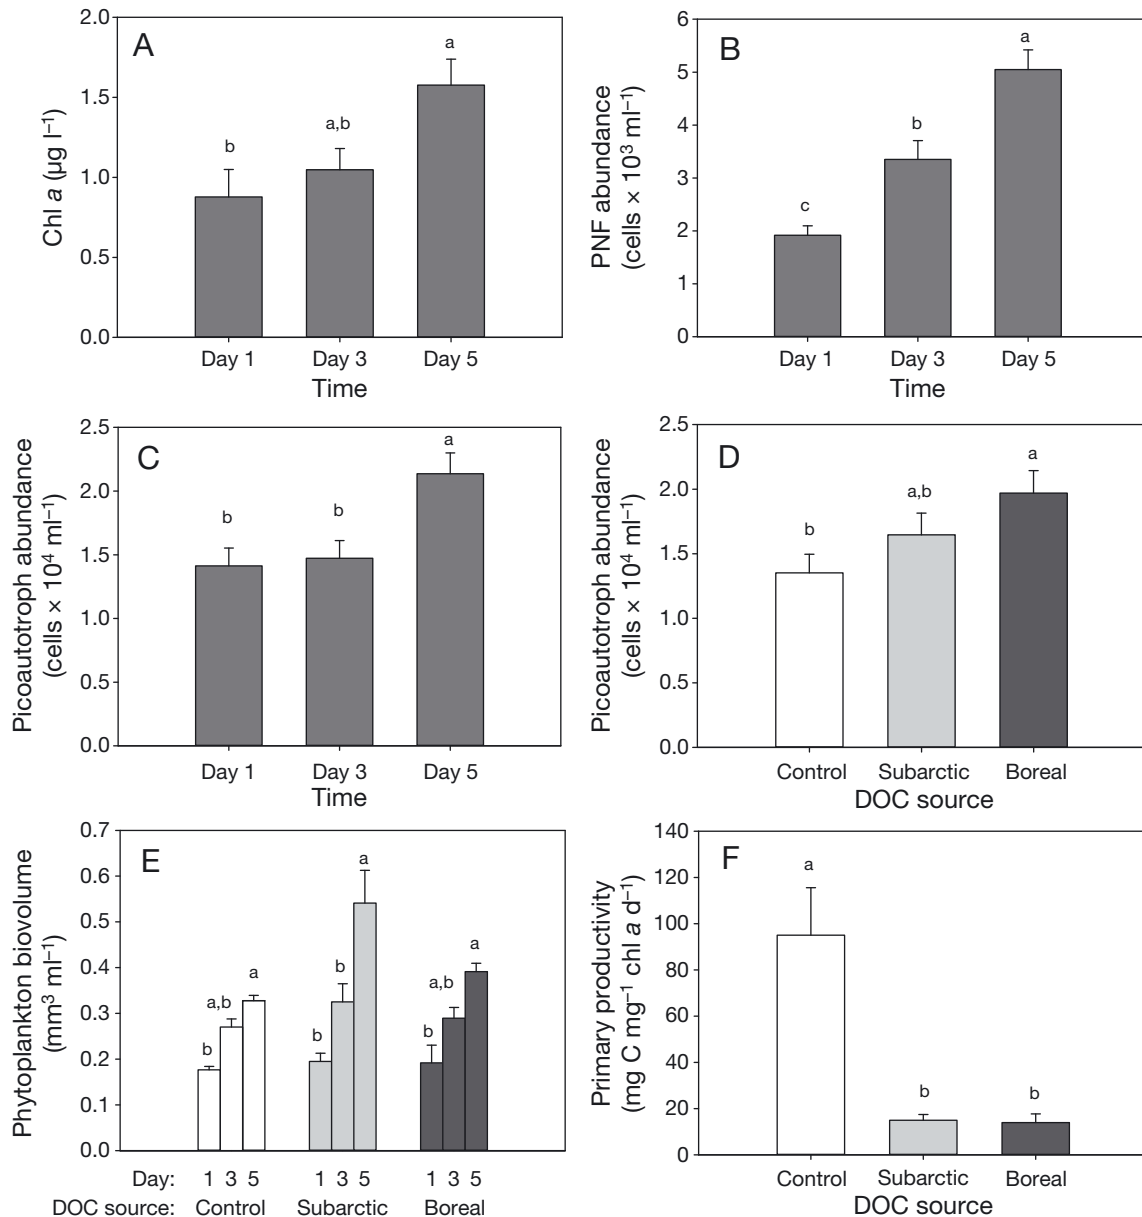 A
Chl a (µg l–1)
2.0
1.5
1.0
0.5
0.0
b
a,b
a
Day 1 Day 3 Day 5
Time
B
PNF abundance
(cells × 10³ ml–1)
6
5
4
3
2
1
0
c
b
a
Day 1 Day 3 Day 5
Time
C
Picoautotroph abundance
(cells × 10⁴ ml–1)
2.5
2.0
1.5
1.0
0.5
0.0
b
b
a
Day 1 Day 3 Day 5
Time
D
Picoautotroph abundance
(cells × 10⁴ ml–1)
2.5
2.0
1.5
1.0
0.5
0.0
b
a,b
a
Control Subarctic Boreal
DOC source
E
Phytoplankton biovolume
(mm³ ml–1)
0.7
0.6
0.5
0.4
0.3
0.2
0.1
0.0
b
a,b
a
b
b
a
b
a,b
a
Day: 1 3 5 1 3 5 1 3 5
DOC source: Control Subarctic Boreal
F
Primary productivity
(mg C mg–1 chl a d–1)
140
120
100
80
60
40
20
0
a
b
b
Control Subarctic Boreal
DOC source